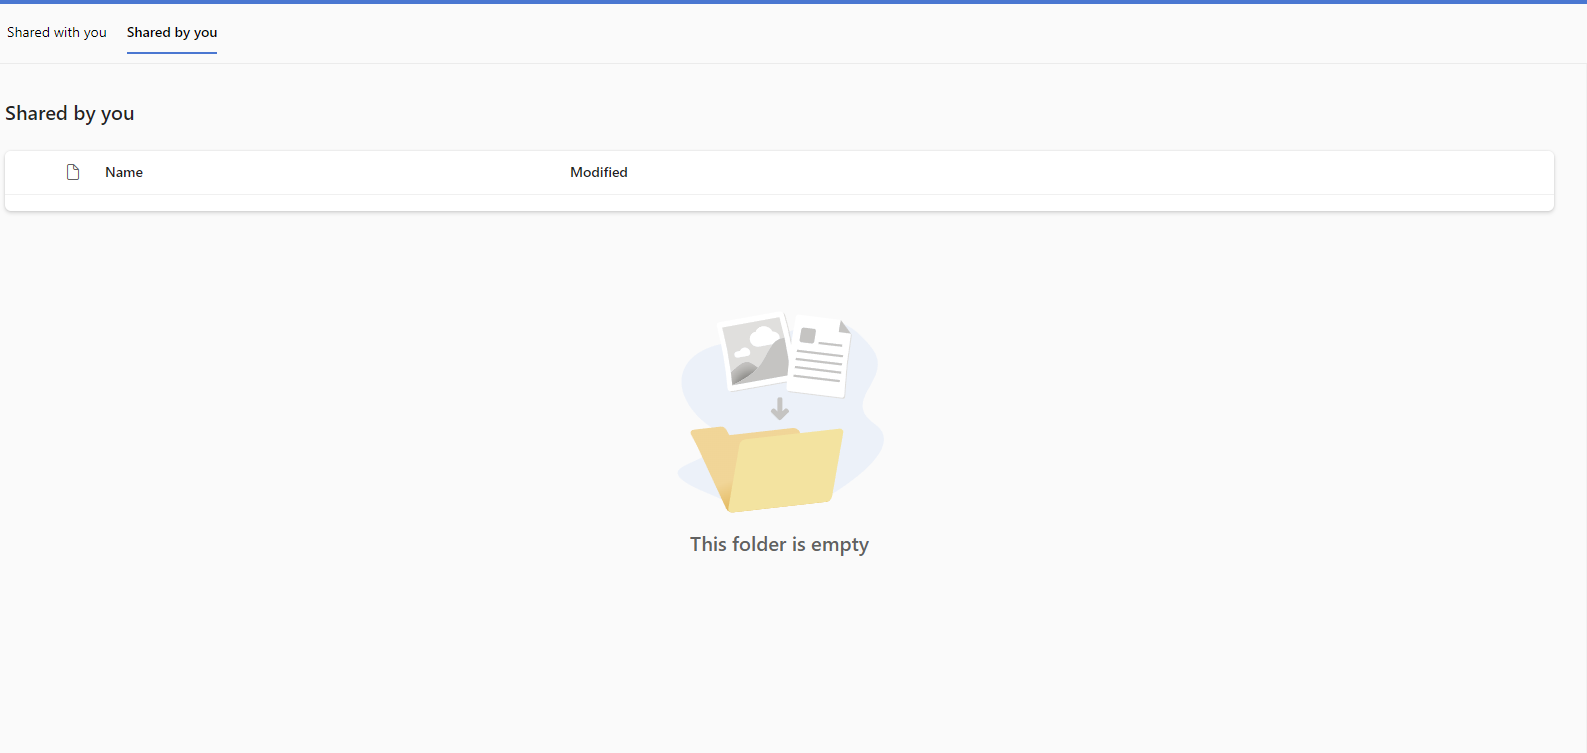 Shared with you
Shared by you
Shared by you
Name
Modified
This folder is empty